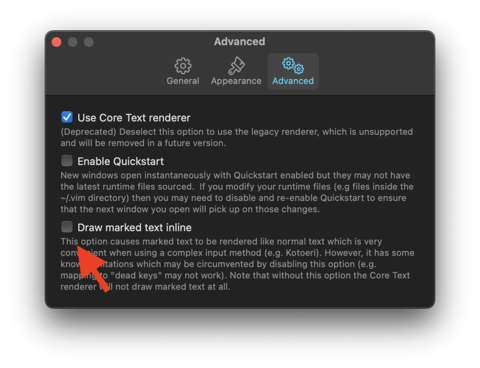 Advanced
General Appearance Advanced
Use Core Text renderer
(Deprecated) Deselect this option to use the legacy renderer, which is unsupported
and will be removed in a future version.
Enable Quickstart
New windows open instantaneously with Quickstart enabled but they may not have
the latest runtime files sourced.  If you modify your runtime files (e.g files inside the
~/.vim directory) then you may need to disable and re-enable Quickstart to ensure
that the next window you open will pick up on those changes.
Draw marked text inline
This option causes marked text to be rendered like normal text which is very
when using a complex input method (e.g. Kotoeri). However, it has some
which may be circumvented by disabling this option (e.g.
to "dead keys" may not work). Note that without this option the Core Text
renderer will not draw marked text at all.